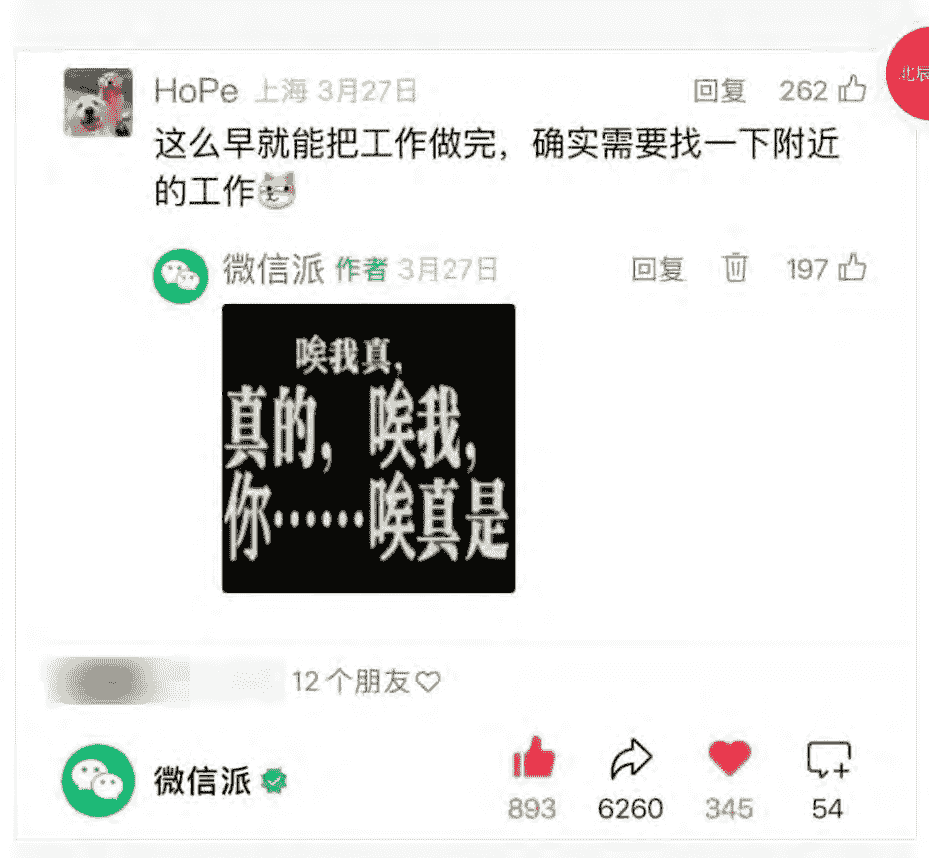 北辰
HoPe 上海 3月27日 回复 262
这么早就能把工作做完，确实需要找一下附近
的工作
微信派 作者 3月27日 回复 197
唉我真，
真的，唉我，
你……唉真是
12 个朋友
微信派
893 6260 345 54